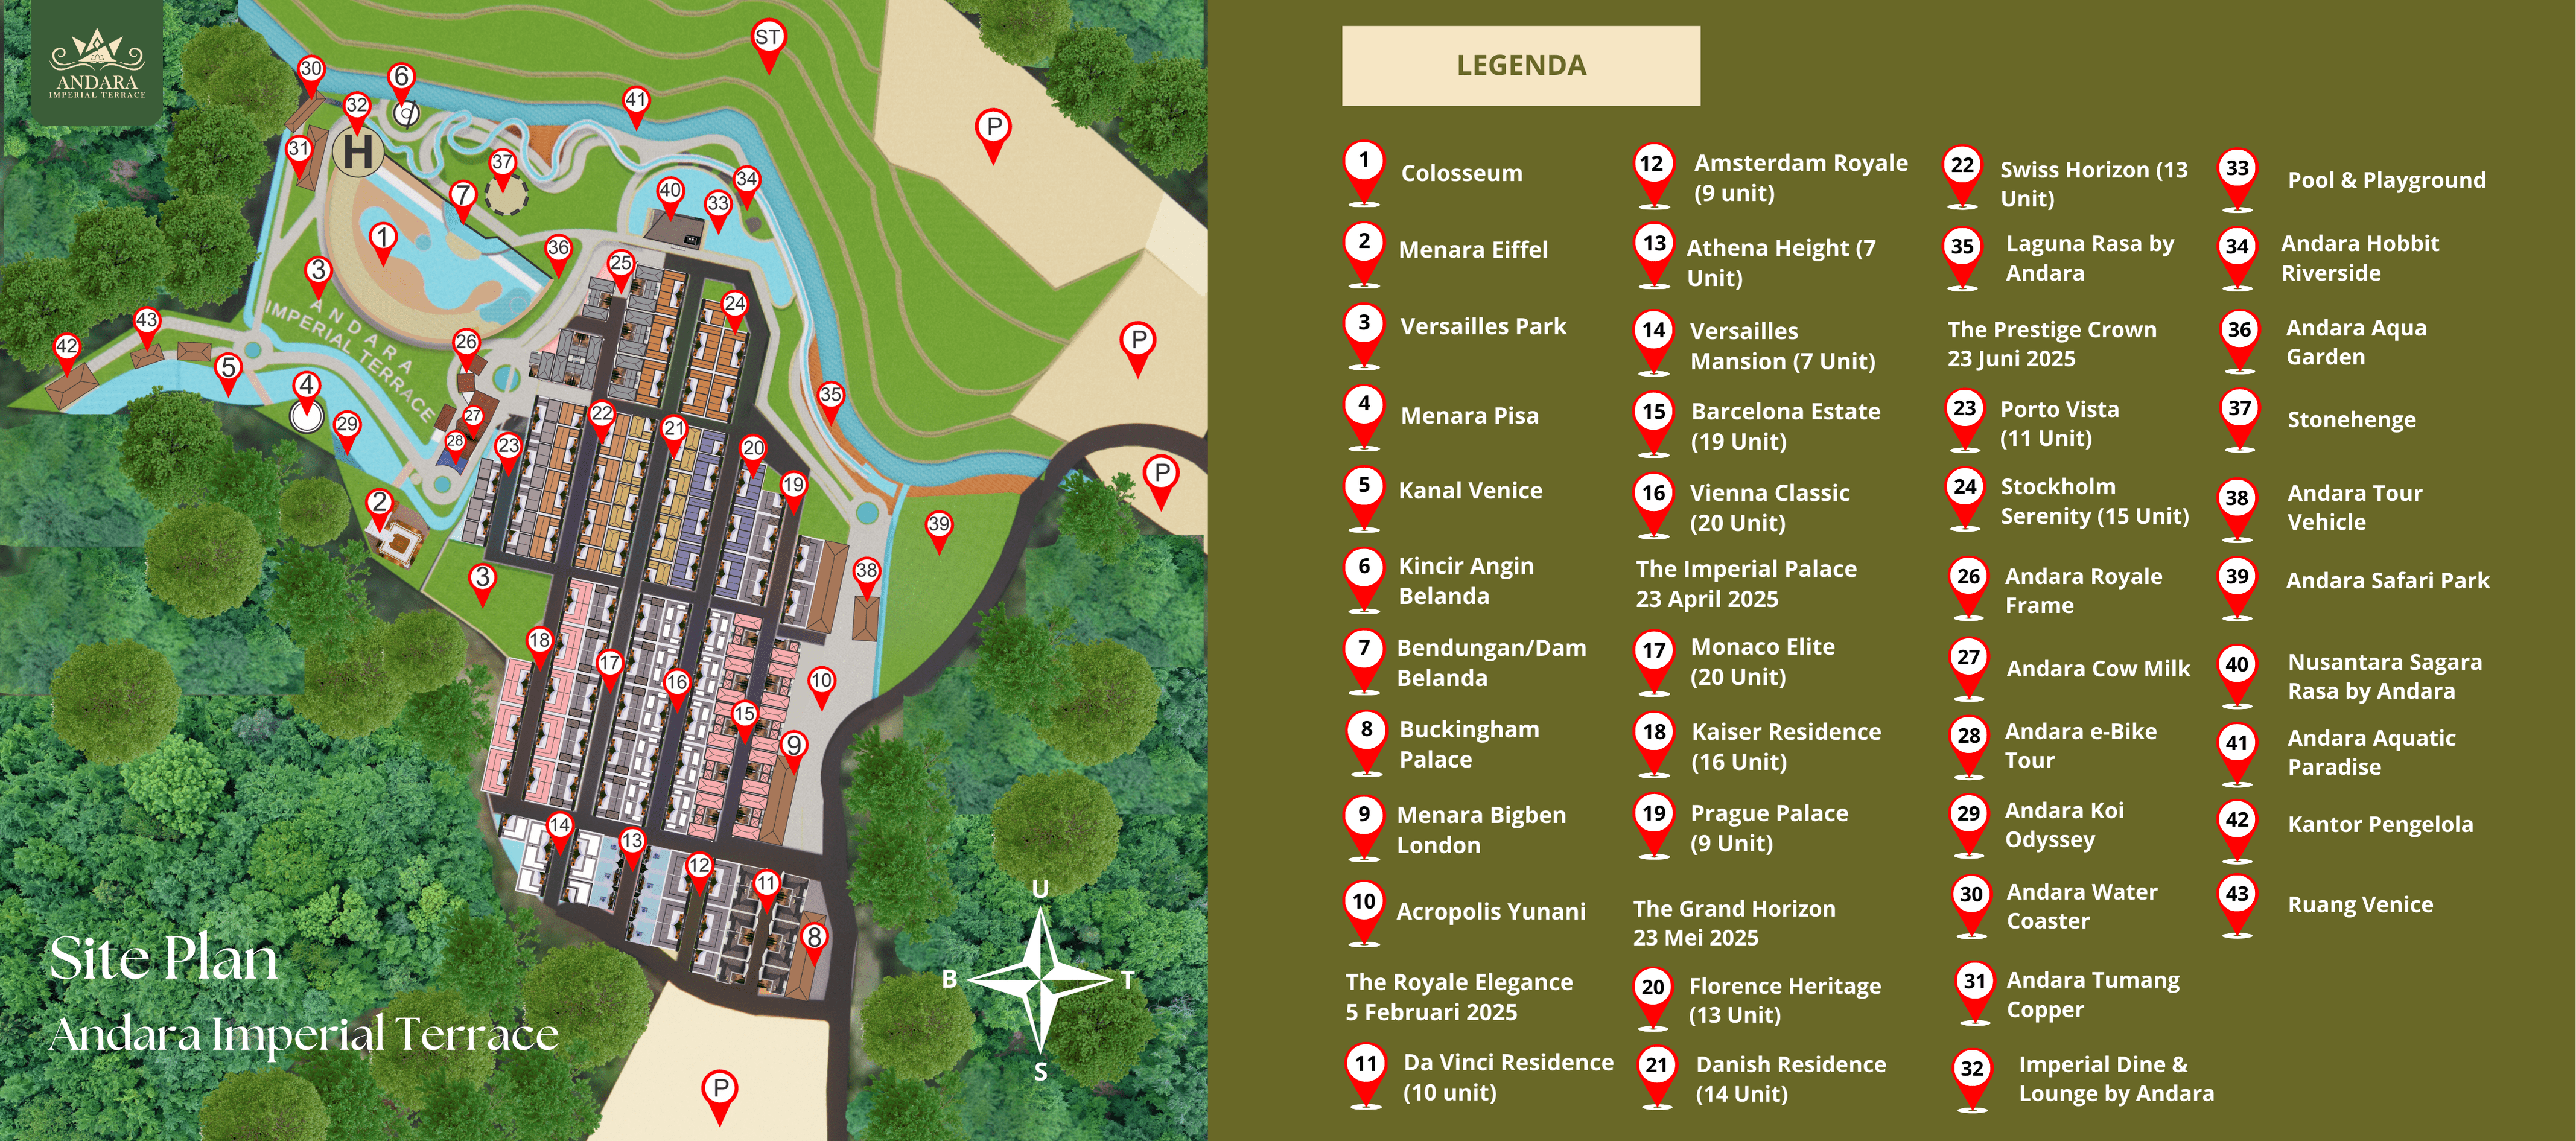 ANDARA
IMPERIAL TERRACE
ST
30
6
32
41
P
31
37
7
40
34
33
1
36
3
25
24
43
42
26
5
4
P
35
27
29
22
28
23
21
20
19
P
2
39
3
38
18
17
16
10
15
9
14
13
12
11
8
H
ANDARA
IMPERIAL TERRACE
Site Plan
Andara Imperial Terrace
P
U
B
T
S
LEGENDA
1
Colosseum
2
Menara Eiffel
3
Versailles Park
4
Menara Pisa
5
Kanal Venice
6
Kincir Angin
Belanda
7
Bendungan/Dam
Belanda
8
Buckingham
Palace
9
Menara Bigben
London
10
Acropolis Yunani
The Royale Elegance
5 Februari 2025
11
Da Vinci Residence
(10 unit)
12
Amsterdam Royale
(9 unit)
13
Athena Height (7
Unit)
14
Versailles
Mansion (7 Unit)
15
Barcelona Estate
(19 Unit)
16
Vienna Classic
(20 Unit)
The Imperial Palace
23 April 2025
17
Monaco Elite
(20 Unit)
18
Kaiser Residence
(16 Unit)
19
Prague Palace
(9 Unit)
The Grand Horizon
23 Mei 2025
20
Florence Heritage
(13 Unit)
21
Danish Residence
(14 Unit)
22
Swiss Horizon (13
Unit)
35
Laguna Rasa by
Andara
The Prestige Crown
23 Juni 2025
23
Porto Vista
(11 Unit)
24
Stockholm
Serenity (15 Unit)
26
Andara Royale
Frame
27
Andara Cow Milk
28
Andara e-Bike
Tour
29
Andara Koi
Odyssey
30
Andara Water
Coaster
31
Andara Tumang
Copper
32
Imperial Dine &
Lounge by Andara
33
Pool & Playground
34
Andara Hobbit
Riverside
36
Andara Aqua
Garden
37
Stonehenge
38
Andara Tour
Vehicle
39
Andara Safari Park
40
Nusantara Sagara
Rasa by Andara
41
Andara Aquatic
Paradise
42
Kantor Pengelola
43
Ruang Venice